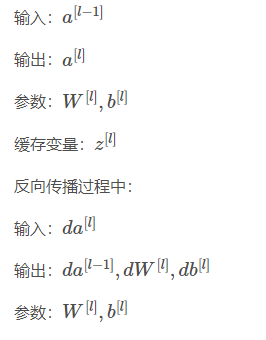 输入：a^{[l-1]}
输出：a^{[l]}
参数：W^{[l]}, b^{[l]}
缓存变量：z^{[l]}
反向传播过程中：
输入：da^{[l]}
输出：da^{[l-1]}, dW^{[l]}, db^{[l]}
参数：W^{[l]}, b^{[l]}